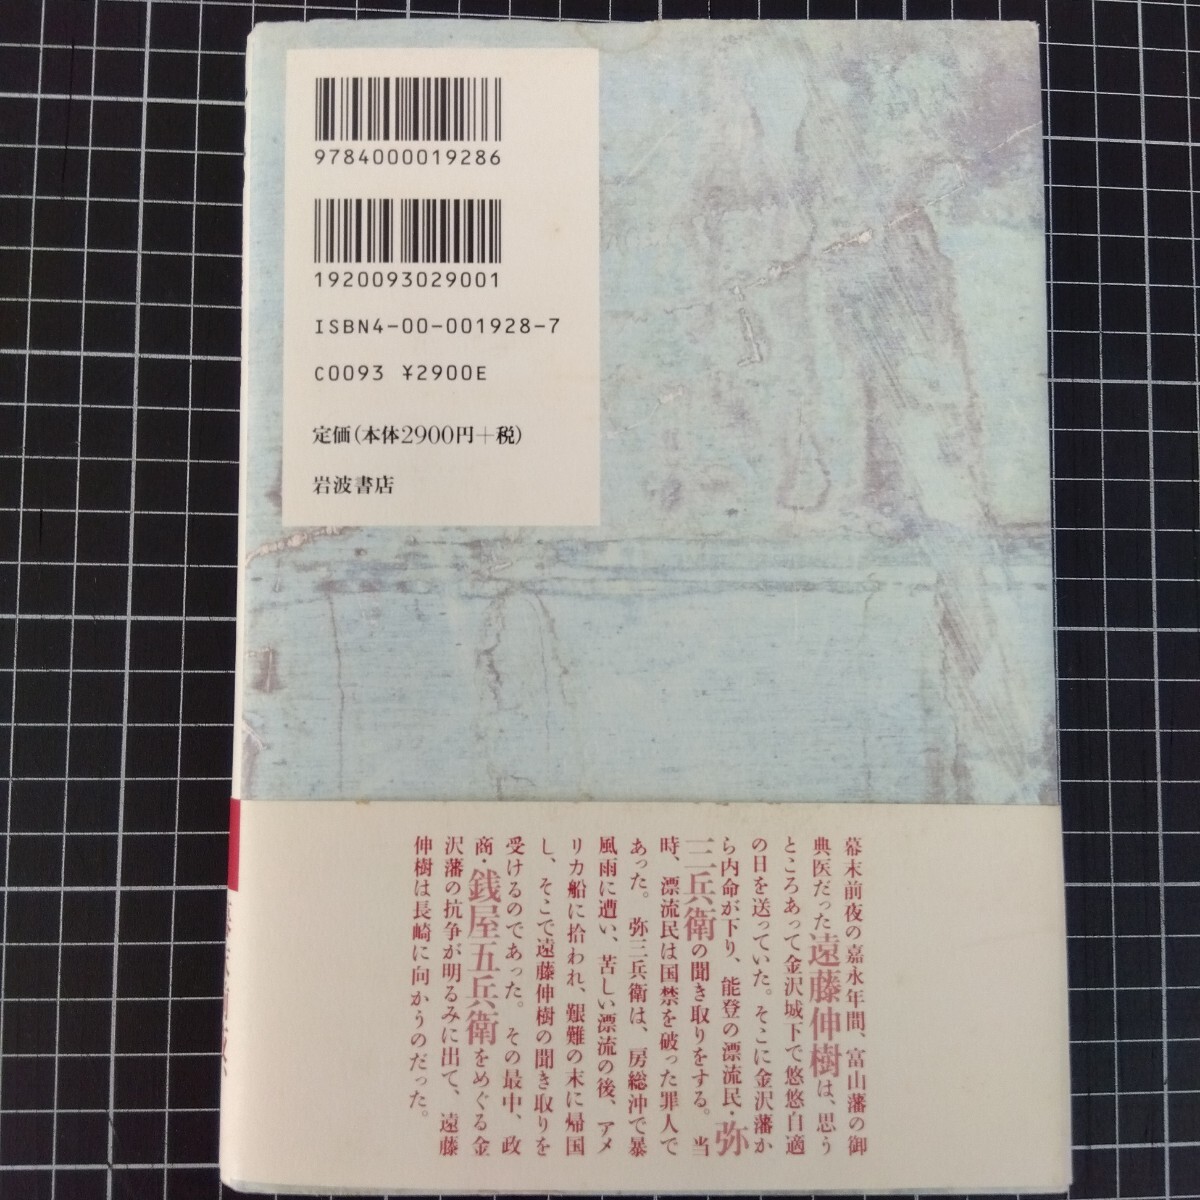 9784000019286
1920093029001
ISBN4-00-001928-7
C0093 ¥2900E
定価(本体2900円+税)
岩波書店
幕末前夜の嘉永年間、富山藩の御
典医だった遠藤伸樹は、思う
ところあって金沢城下で悠悠自適
の日を送っていた。そこに金沢藩か
ら内命が下り、能登の漂流民・弥
三兵衛の聞き取りをする。当
時、漂流民は国禁を破った罪人で
あった。弥三兵衛は、房総沖で暴
風雨に遭い、苦しい漂流の後、アメ
リカ船に拾われ、艱難の末に帰国
し、そこで遠藤伸樹の聞き取りを
受けるのであった。その最中、政
商・銭屋五兵衛をめぐる金
沢藩の抗争が明るみに出て、遠藤
伸樹は長崎に向かうのだった。